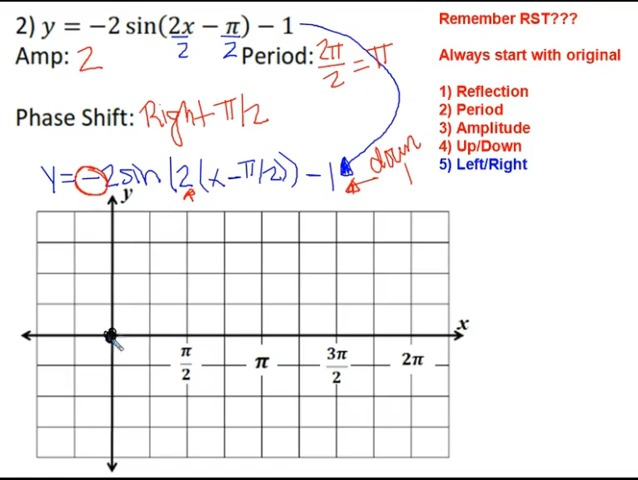 2) y = −2 sin(2x − π) − 1
2 2
Amp: 2 Period: 2π/2 = π
Phase Shift: Right π/2
y = −2 sin (2(x − π/2)) − 1
down 1
y
x
π/2 π 3π/2 2π
Remember RST???
Always start with original
1) Reflection
2) Period
3) Amplitude
4) Up/Down
5) Left/Right